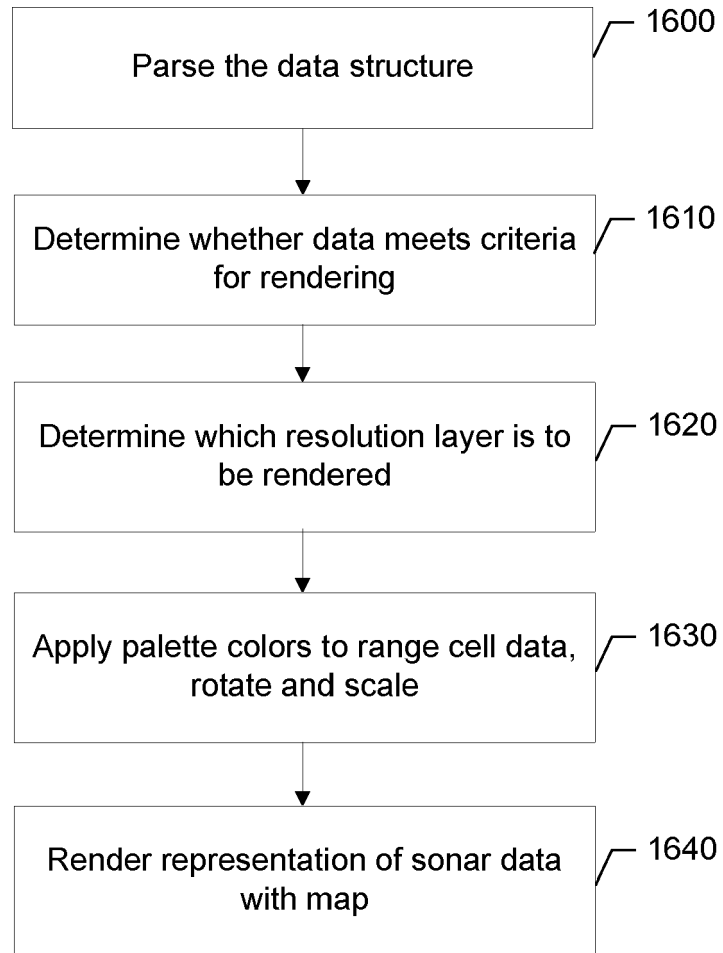 1600
Parse the data structure
1610
Determine whether data meets criteria
for rendering
1620
Determine which resolution layer is to
be rendered
1630
Apply palette colors to range cell data,
rotate and scale
1640
Render representation of sonar data
with map